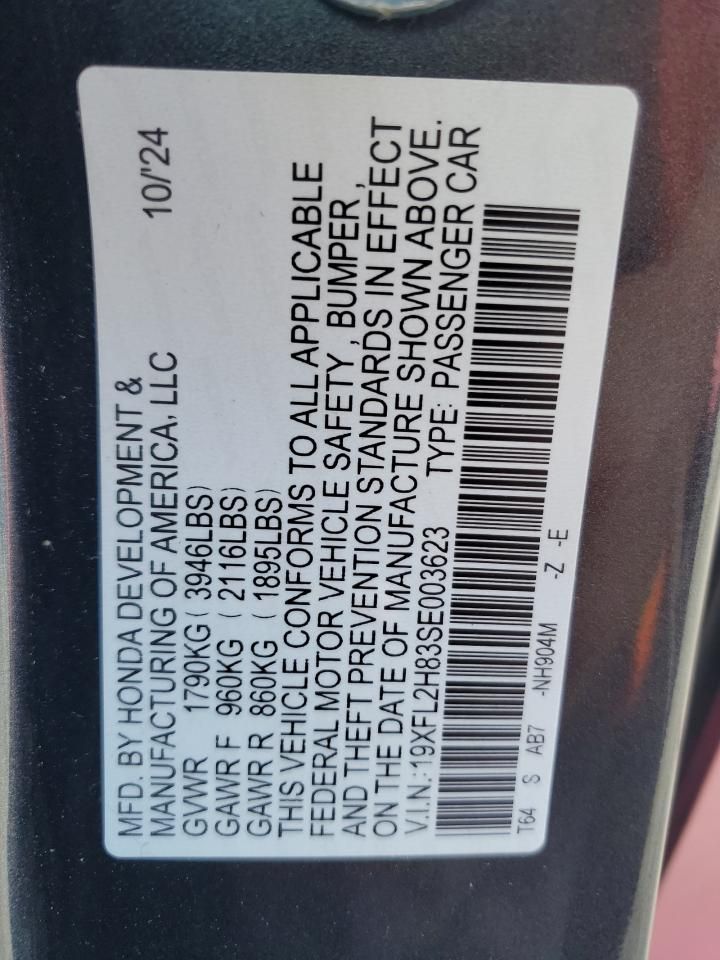 MFD. BY HONDA DEVELOPMENT &
MANUFACTURING OF AMERICA, LLC 10/'24
GVWR 1790KG ( 3946LBS)
GAWR F 960KG ( 2116LBS)
GAWR R 860KG ( 1895LBS)
THIS VEHICLE CONFORMS TO ALL APPLICABLE
FEDERAL MOTOR VEHICLE SAFETY , BUMPER ,
AND THEFT PREVENTION STANDARDS IN EFFECT
ON THE DATE OF MANUFACTURE SHOWN ABOVE.
V.I.N.:19XFL2H83SE003623 TYPE: PASSENGER CAR
T64 S AB7 -NH904M -Z -E